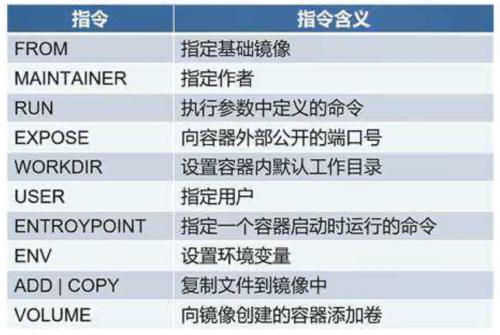 指令 指令含义
FROM 指定基础镜像
MAINTAINER 指定作者
RUN 执行参数中定义的命令
EXPOSE 向容器外部公开的端口号
WORKDIR 设置容器内默认工作目录
USER 指定用户
ENTROYPOINT 指定一个容器启动时运行的命令
ENV 设置环境变量
ADD | COPY 复制文件到镜像中
VOLUME 向镜像创建的容器添加卷